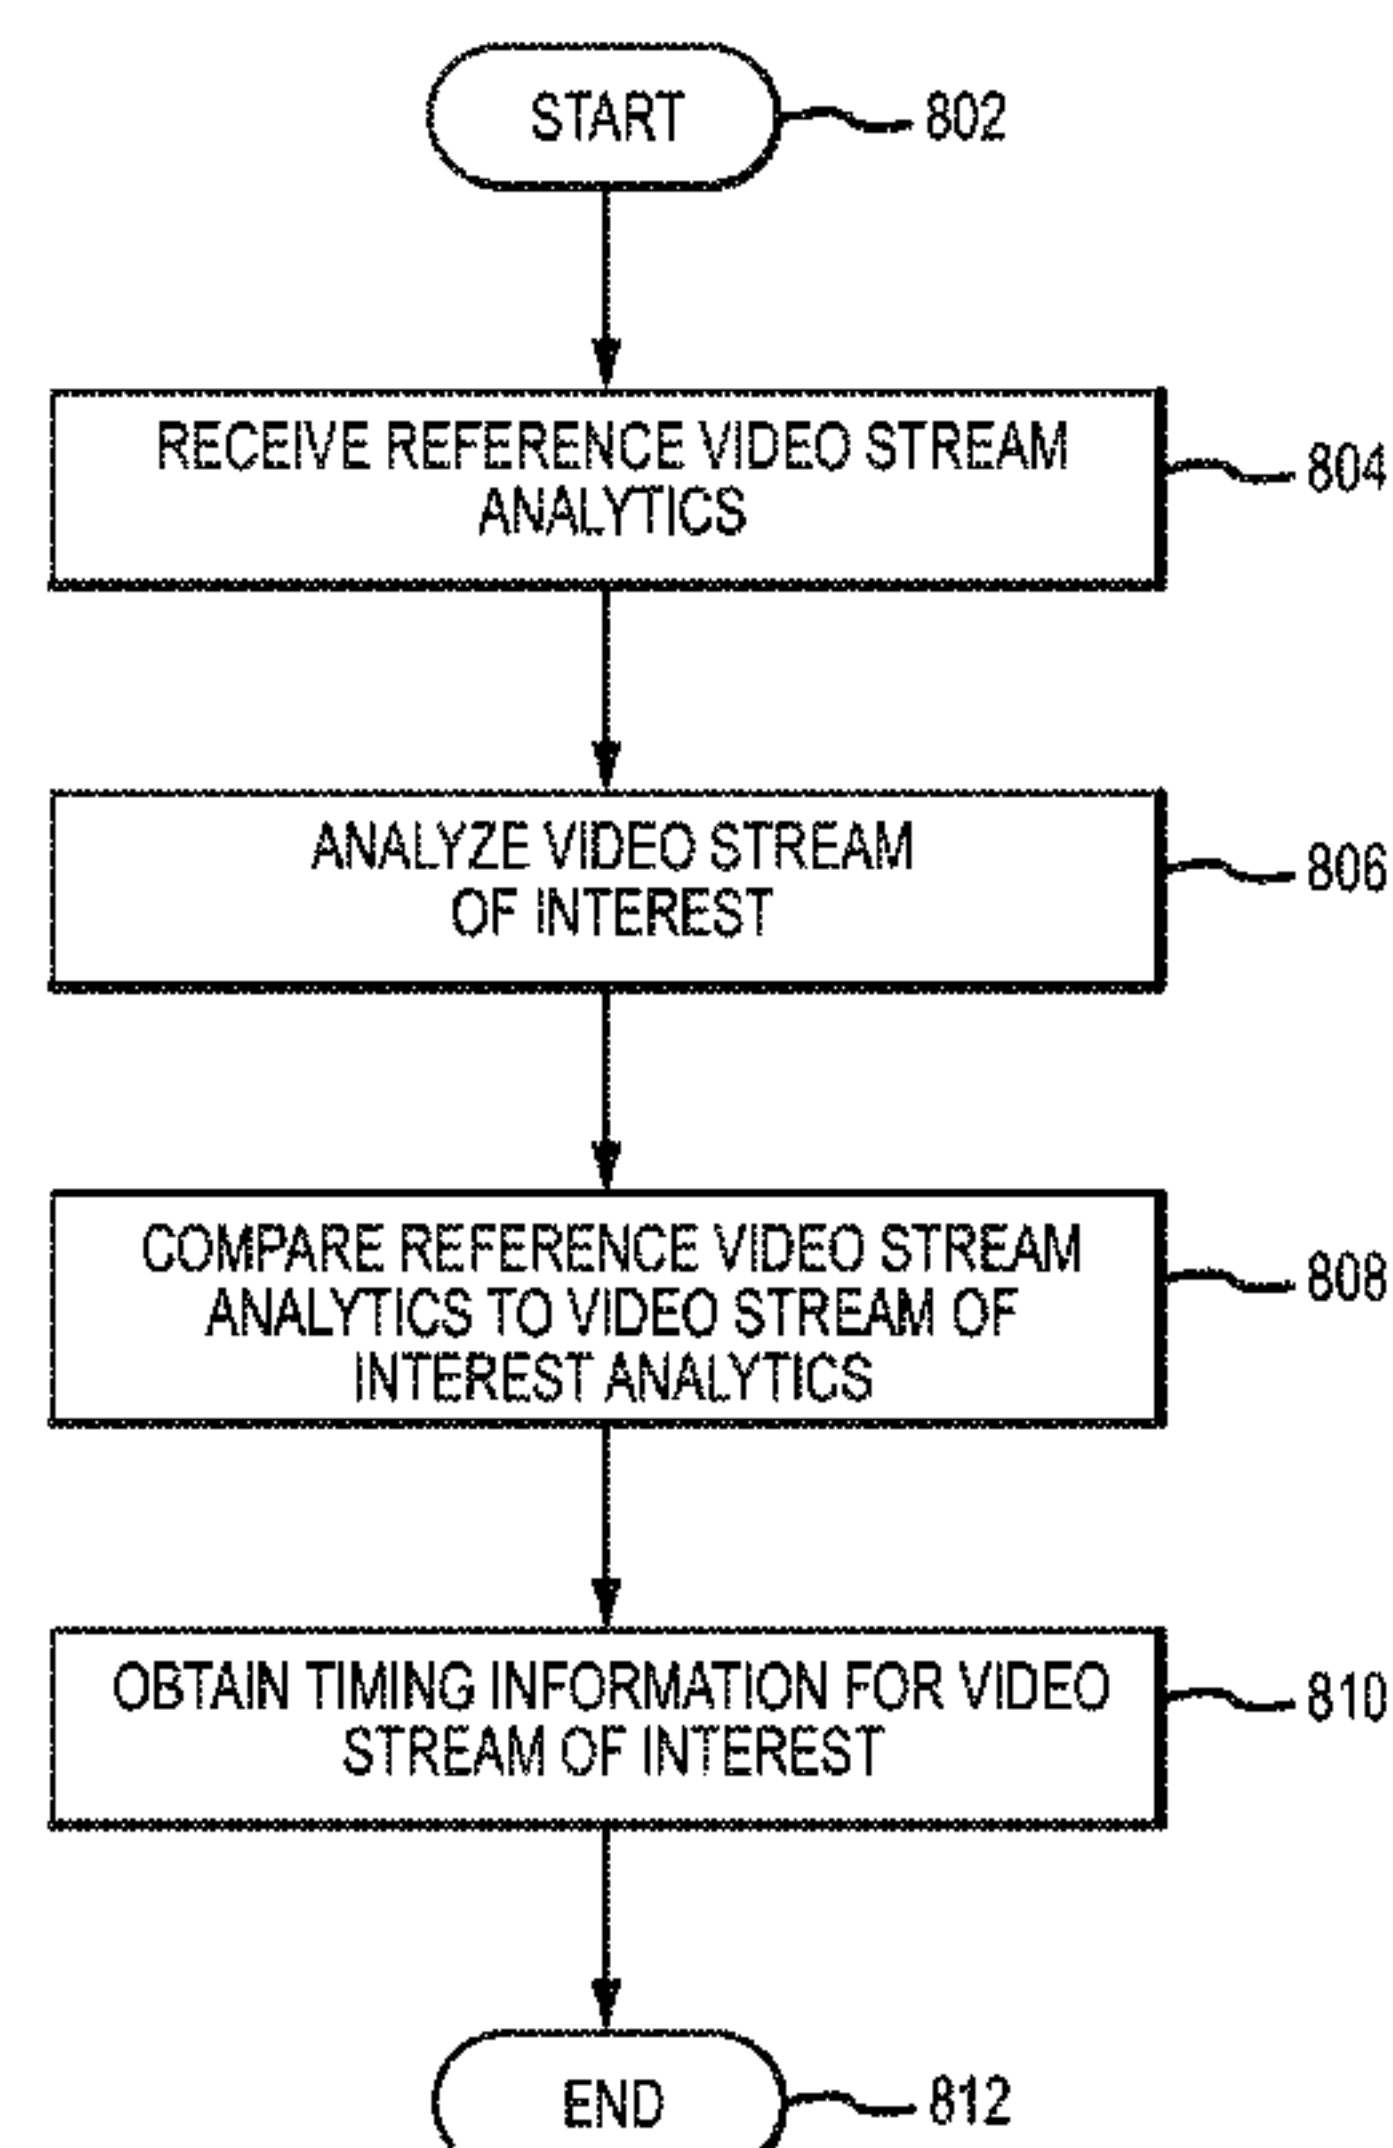 START
802
RECEIVE REFERENCE VIDEO STREAM
ANALYTICS
804
ANALYZE VIDEO STREAM
OF INTEREST
806
COMPARE REFERENCE VIDEO STREAM
ANALYTICS TO VIDEO STREAM OF
INTEREST ANALYTICS
808
OBTAIN TIMING INFORMATION FOR VIDEO
STREAM OF INTEREST
810
END
812